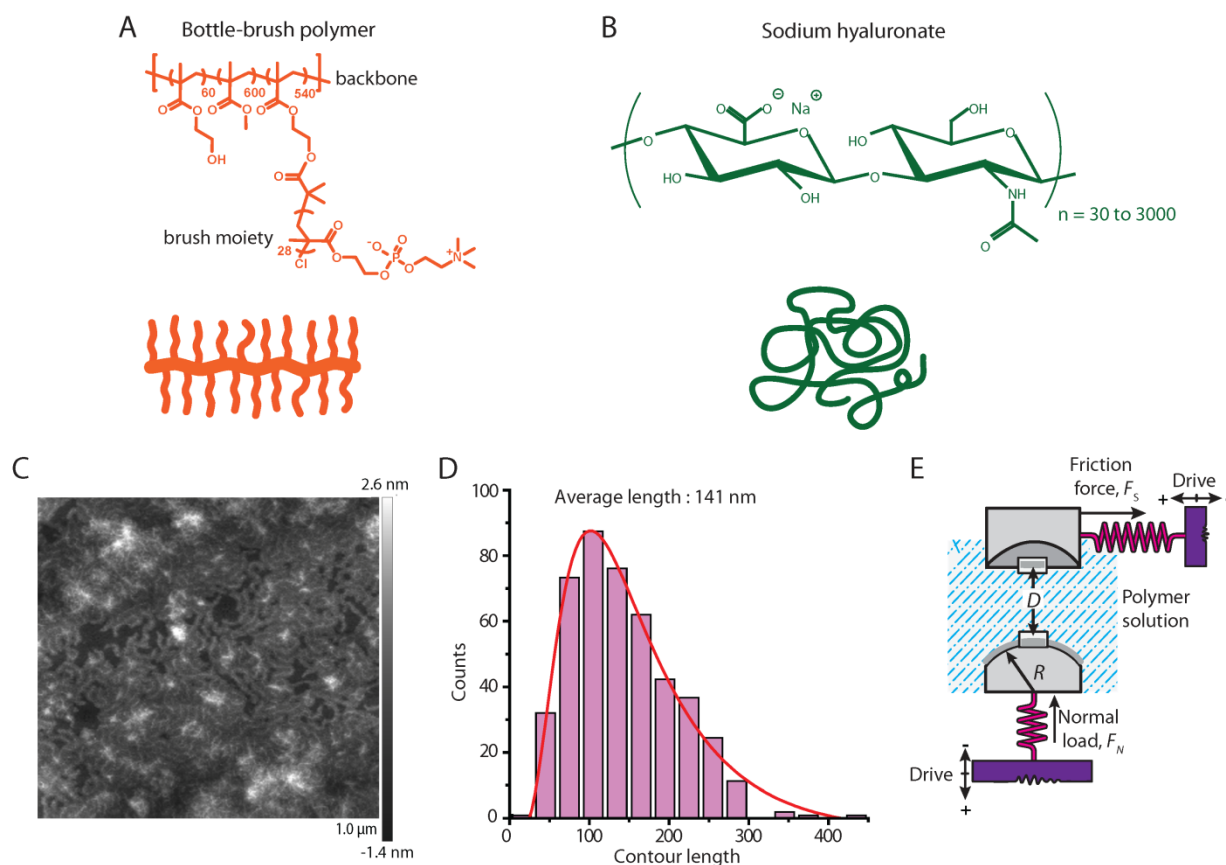 A
Bottle-brush polymer
backbone
60
600
540
O
O
O
O
O
O
OH
O
O
brush moiety
28
Cl
O
O
-O
O
P
O
O
N
+
B
Sodium hyaluronate
O
O
⊖
Na
⊕
OH
O
O
HO
O
HO
OH
O
NH
O
n = 30 to 3000
C
2.6 nm
1.0 µm
-1.4 nm
D
Average length : 141 nm
Counts
100
80
60
40
20
0
0
100
200
300
400
Contour length
E
Friction
force, FS
Drive
+
-
D
Polymer
solution
R
Normal
load, FN
Drive
-
+